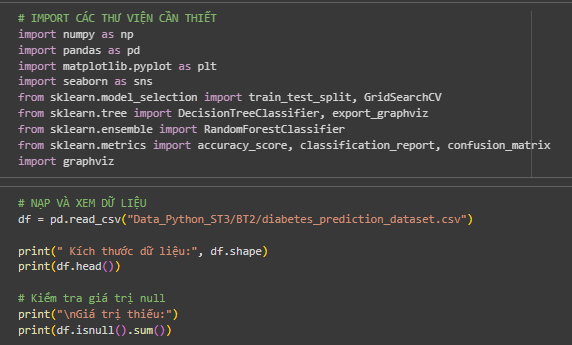 # IMPORT CÁC THƯ VIỆN CẦN THIẾT
import numpy as np
import pandas as pd
import matplotlib.pyplot as plt
import seaborn as sns
from sklearn.model_selection import train_test_split, GridSearchCV
from sklearn.tree import DecisionTreeClassifier, export_graphviz
from sklearn.ensemble import RandomForestClassifier
from sklearn.metrics import accuracy_score, classification_report, confusion_matrix
import graphviz
# NẠP VÀ XEM DỮ LIỆU
df = pd.read_csv("Data_Python_ST3/BT2/diabetes_prediction_dataset.csv")
print(" Kích thước dữ liệu:", df.shape)
print(df.head())
# Kiểm tra giá trị null
print("\nGiá trị thiếu:")
print(df.isnull().sum())